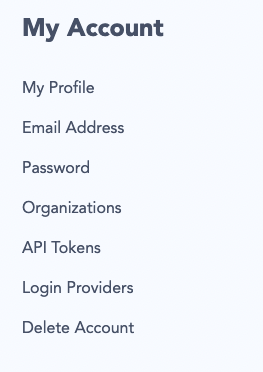 My Account
My Profile
Email Address
Password
Organizations
API Tokens
Login Providers
Delete Account